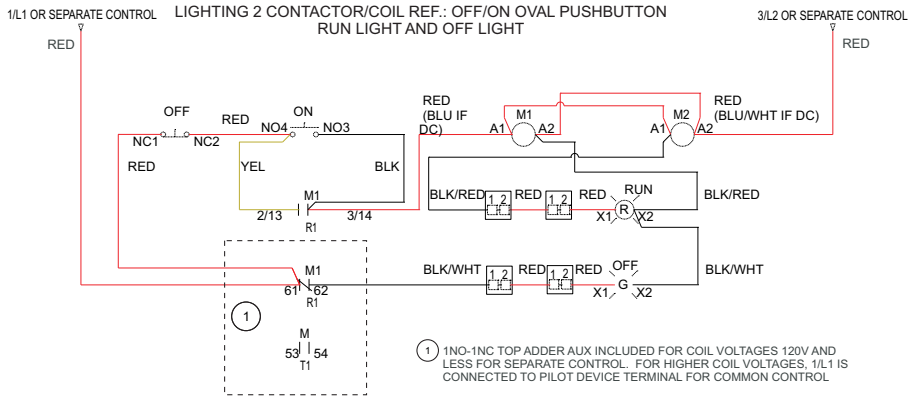 LIGHTING 2 CONTACTOR/COIL REF.: OFF/ON OVAL PUSHBUTTON
RUN LIGHT AND OFF LIGHT
1/L1 OR SEPARATE CONTROL
3/L2 OR SEPARATE CONTROL
RED
RED
OFF
RED
ON
NC1
NC2
NO4
NO3
RED
YEL
BLK
RED
(BLU IF
DC)
A1
M1
A2
A1
M2
A2
RED
(BLU/WHT IF DC)
M1
2/13
3/14
R1
BLK/RED
1 2
RED
1 2
RED
RUN
X1
R
X2
BLK/RED
M1
61
62
R1
BLK/WHT
1 2
RED
1 2
RED
OFF
X1
G
X2
BLK/WHT
1
M
53
54
T1
1 1NO-1NC TOP ADDER AUX INCLUDED FOR COIL VOLTAGES 120V AND
LESS FOR SEPARATE CONTROL. FOR HIGHER COIL VOLTAGES, 1/L1 IS
CONNECTED TO PILOT DEVICE TERMINAL FOR COMMON CONTROL